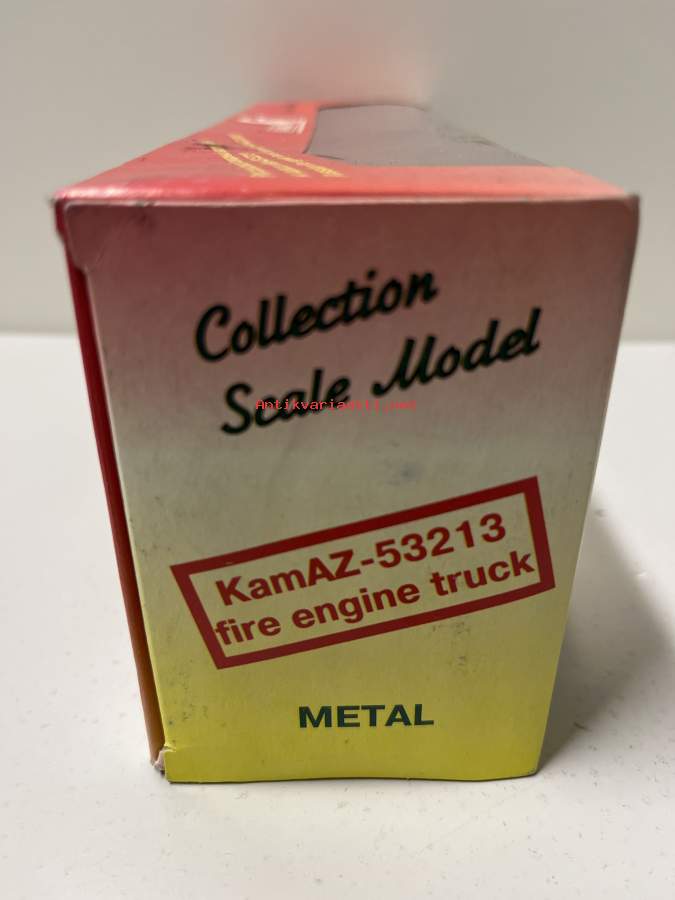 Collection
Scale Model
Antikvariaatti.net
KamAZ-53213
fire engine truck
METAL